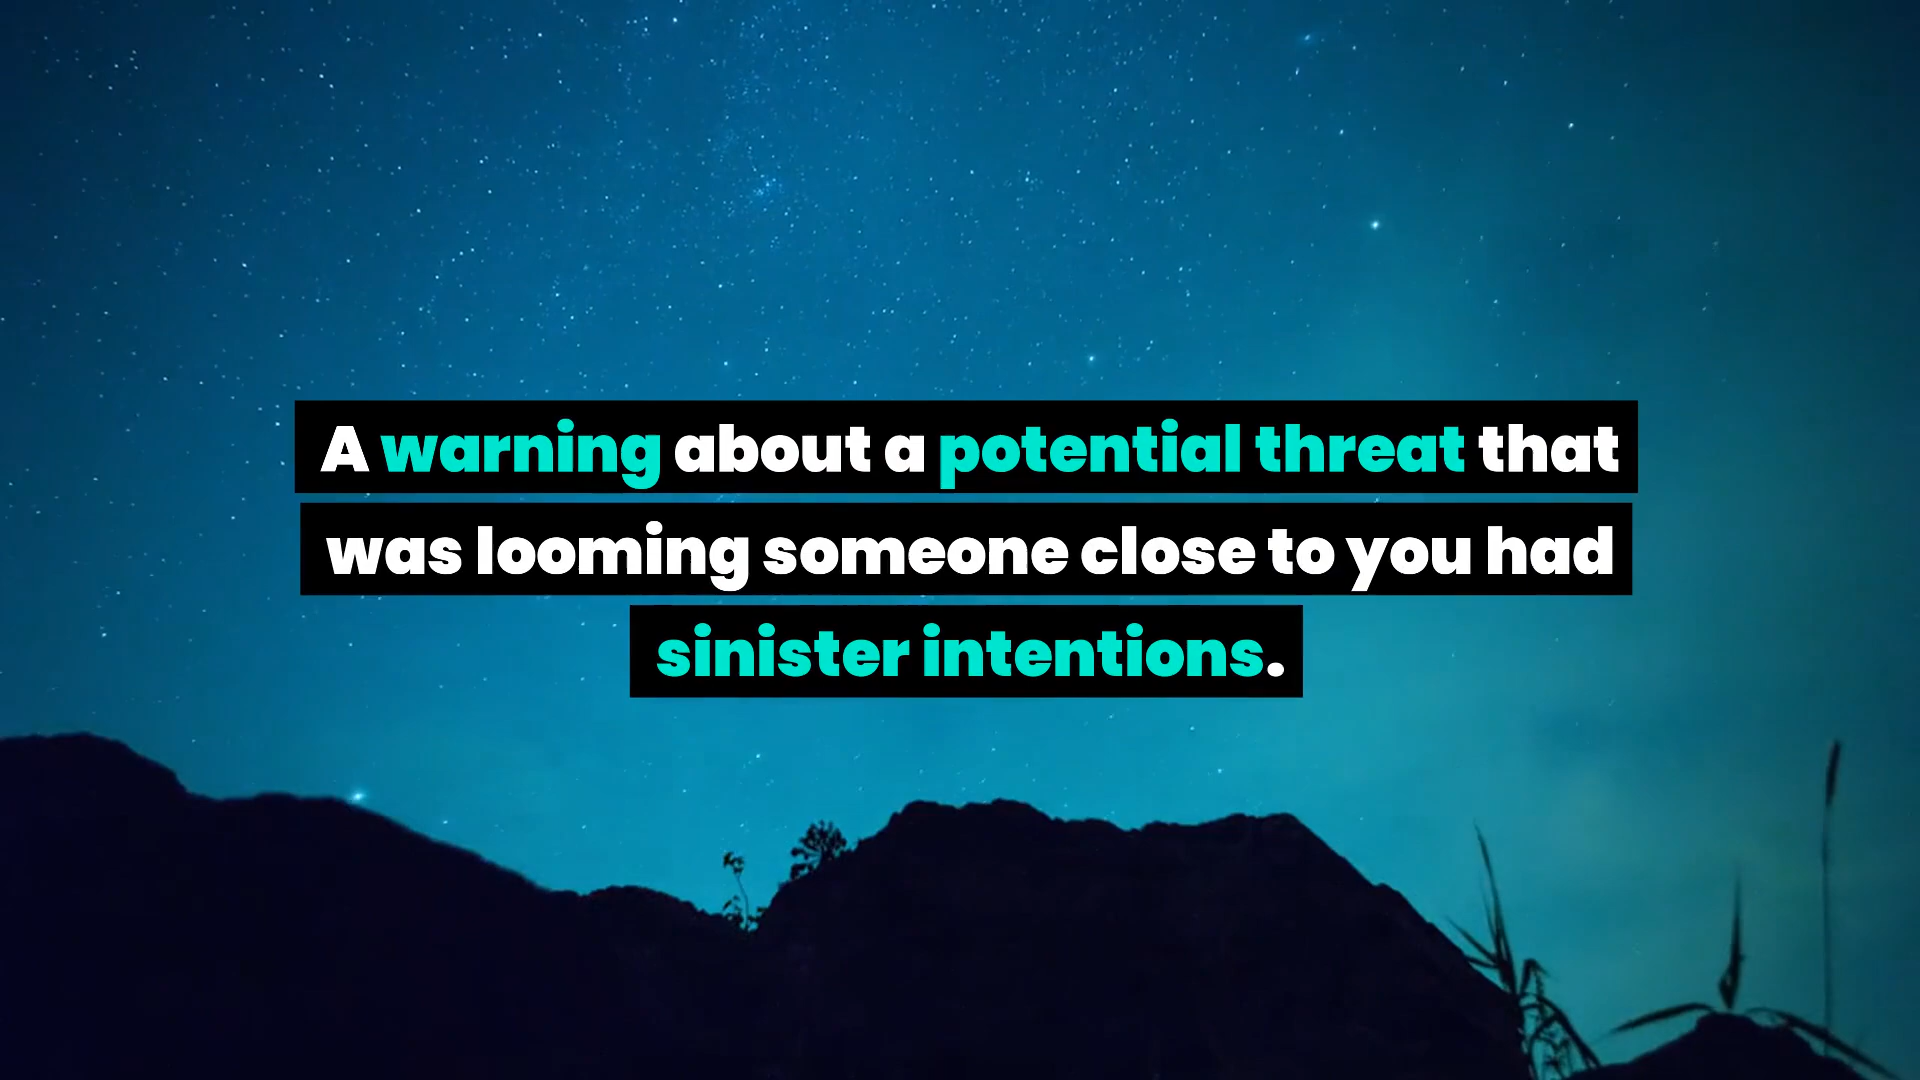 A warning about a potential threat that
was looming someone close to you had
sinister intentions.